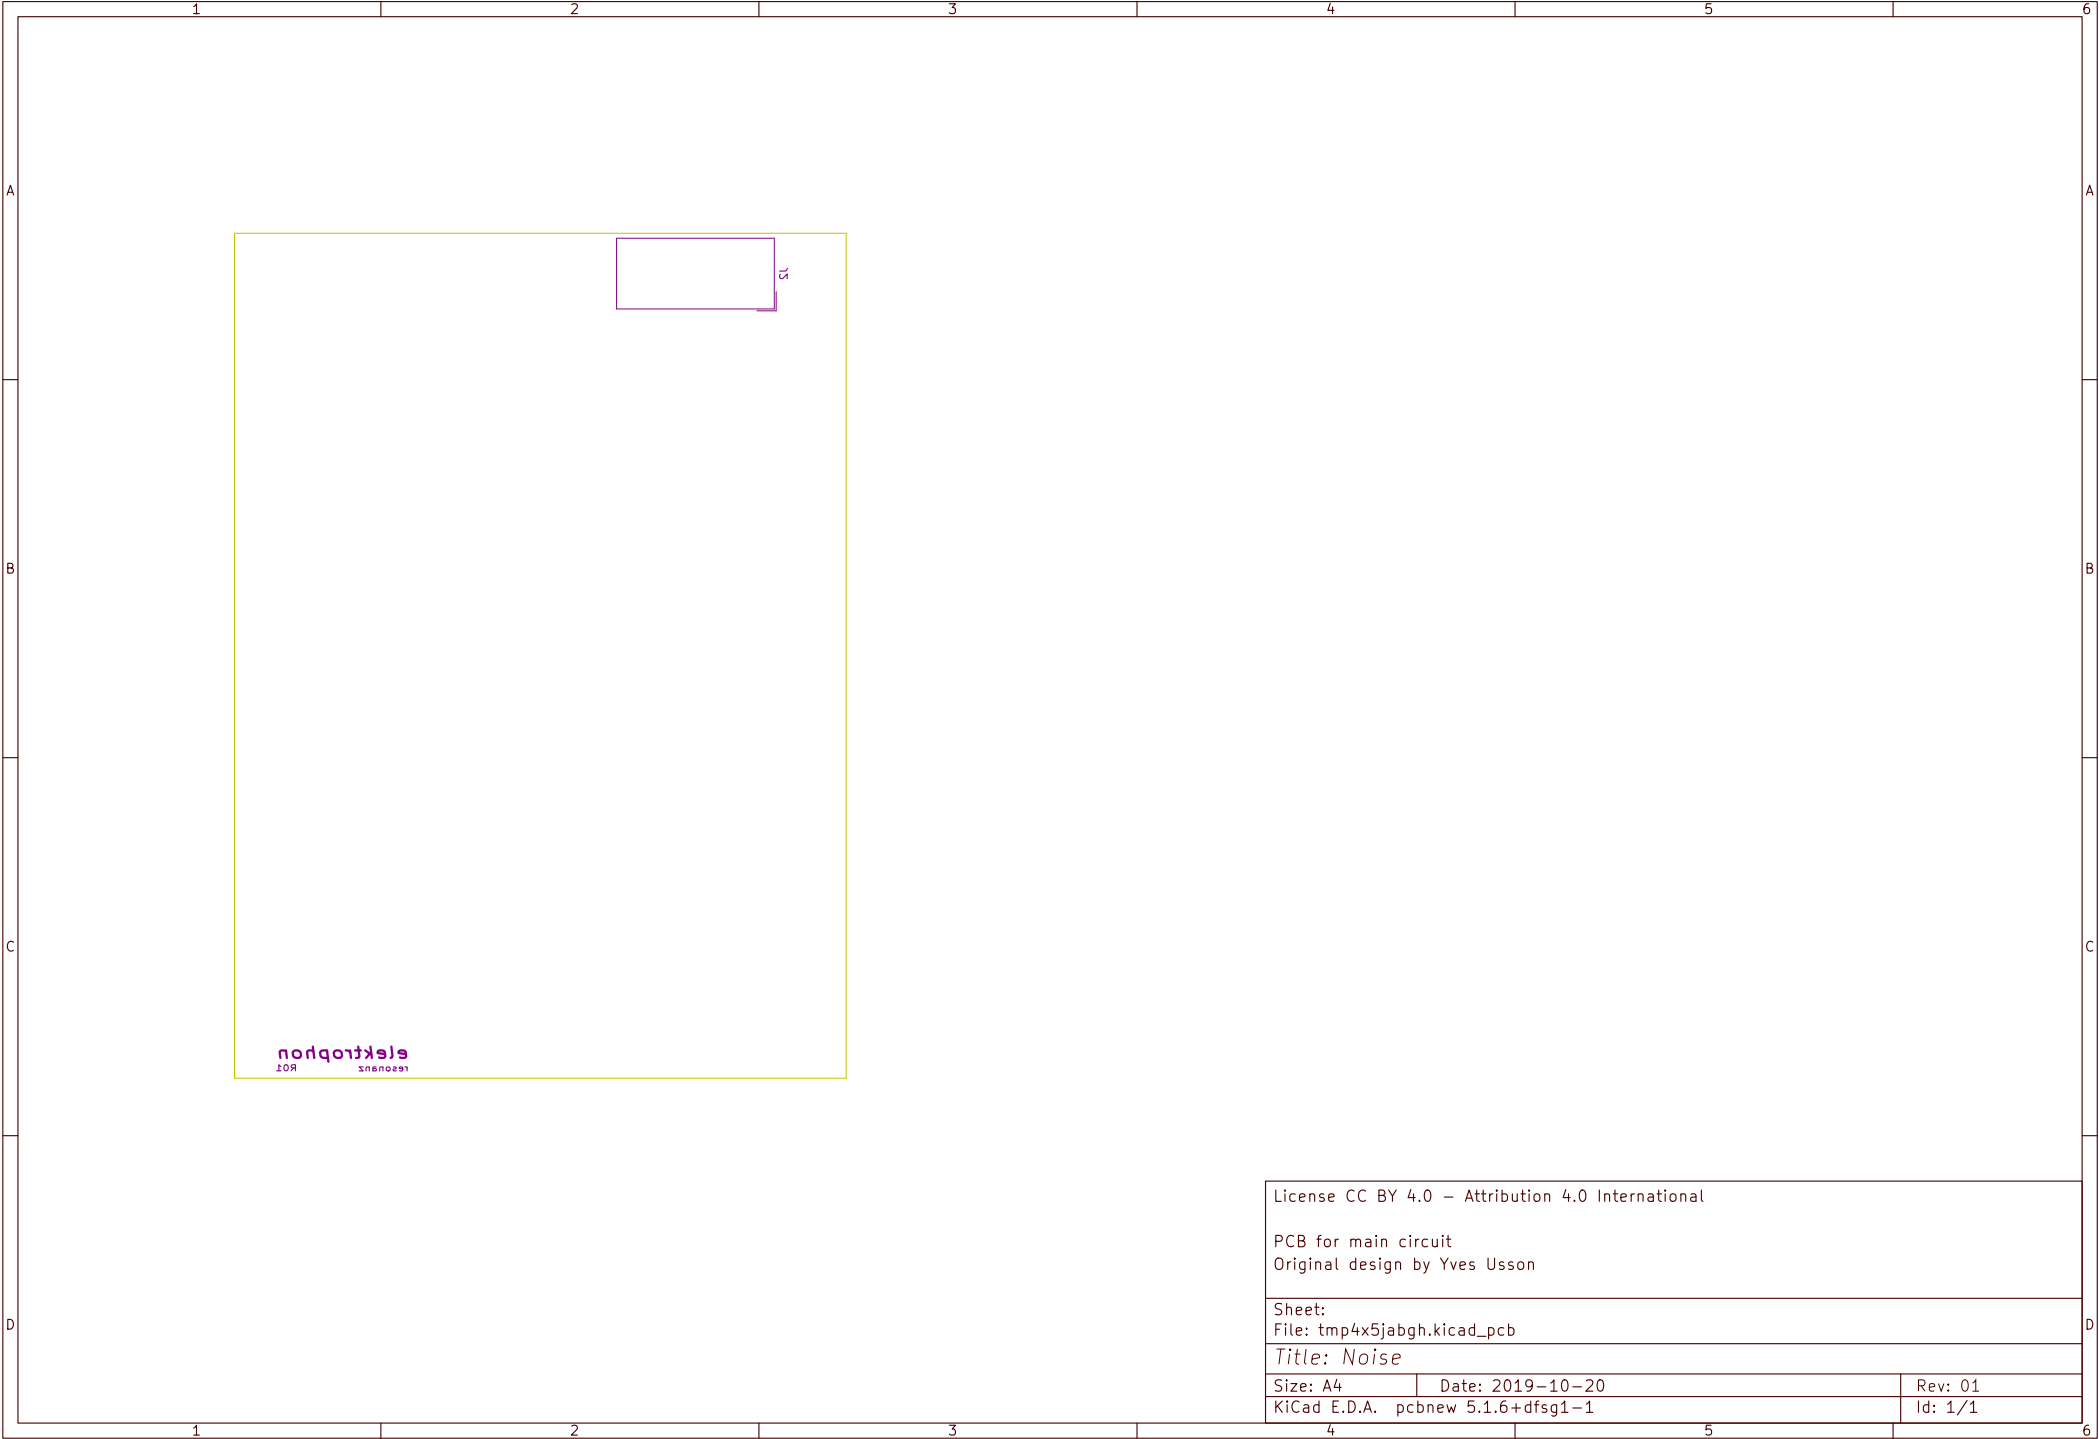 1 2 3 4 5 6
A A
J2
B B
C C
elektrophon
R01 resonanz
License CC BY 4.0 - Attribution 4.0 International
PCB for main circuit
Original design by Yves Usson
Sheet:
D D
File: tmp4x5jabgh.kicad_pcb
Title: Noise
Size: A4 Date: 2019-10-20 Rev: 01
KiCad E.D.A. pcbnew 5.1.6+dfsg1-1 Id: 1/1
1 2 3 4 5 6